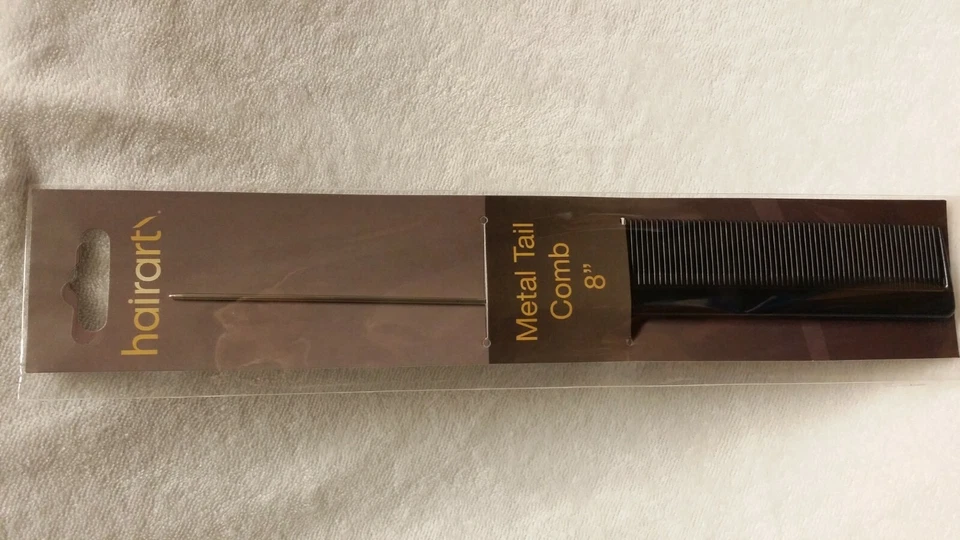 hairart
Metal Tail
Comb
8”